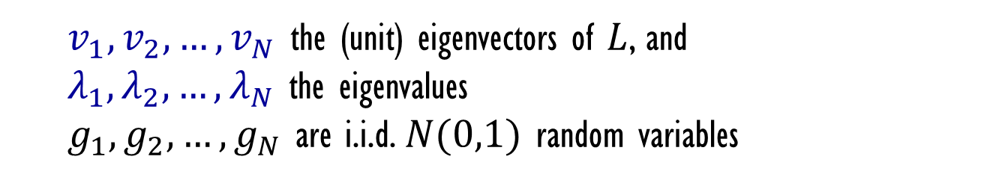 v₁, v₂, … , v_N the (unit) eigenvectors of L, and
λ₁, λ₂, … , λ_N the eigenvalues
g₁, g₂, … , g_N are i.i.d. N(0,1) random variables